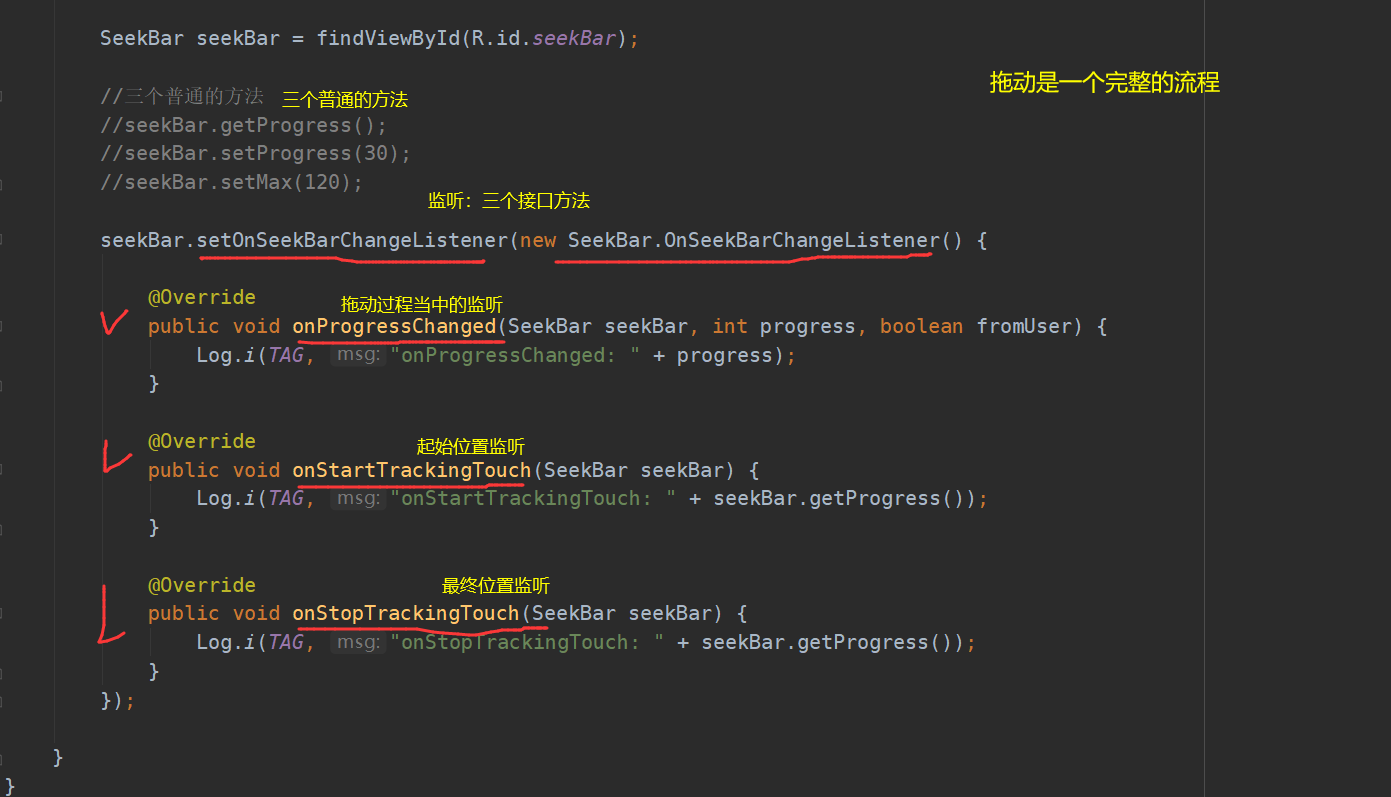 SeekBar seekBar = findViewById(R.id.seekBar);
拖动是一个完整的流程
//三个普通的方法 三个普通的方法
//seekBar.getProgress();
//seekBar.setProgress(30);
//seekBar.setMax(120);
监听：三个接口方法
seekBar.setOnSeekBarChangeListener(new SeekBar.OnSeekBarChangeListener() {
@Override 拖动过程当中的监听
public void onProgressChanged(SeekBar seekBar, int progress, boolean fromUser) {
Log.i(TAG, msg: "onProgressChanged: " + progress);
}
@Override 起始位置监听
public void onStartTrackingTouch(SeekBar seekBar) {
Log.i(TAG, msg: "onStartTrackingTouch: " + seekBar.getProgress());
}
@Override 最终位置监听
public void onStopTrackingTouch(SeekBar seekBar) {
Log.i(TAG, msg: "onStopTrackingTouch: " + seekBar.getProgress());
}
});
}
}